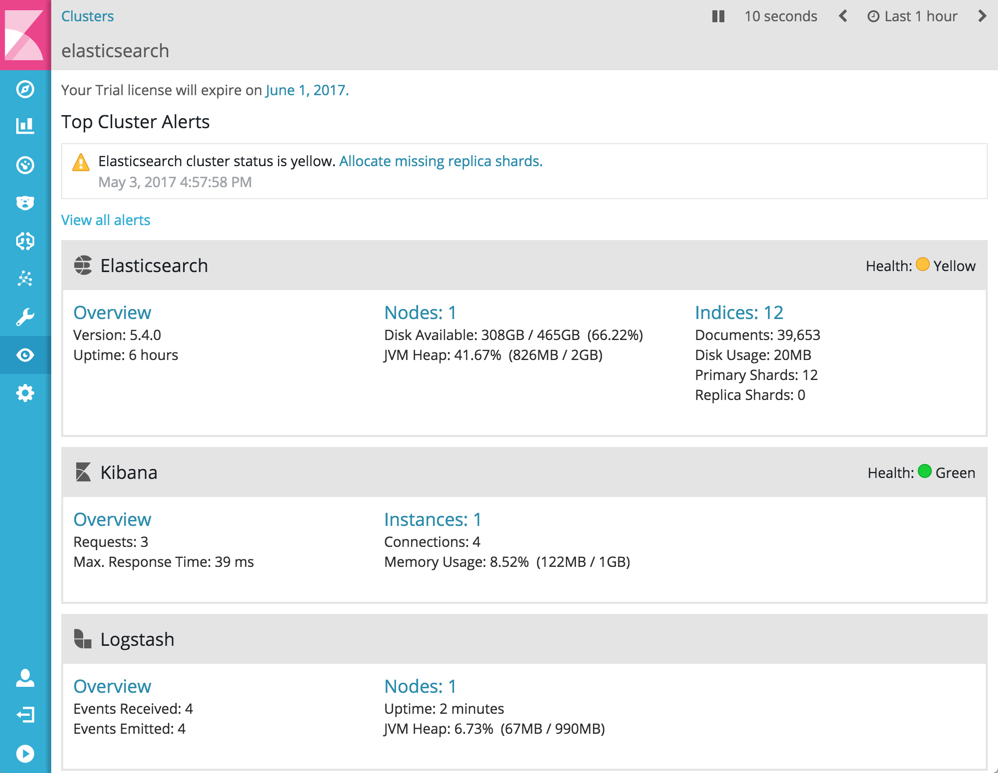 Clusters
10 seconds
Last 1 hour
elasticsearch
Your Trial license will expire on June 1, 2017.
Top Cluster Alerts
Elasticsearch cluster status is yellow. Allocate missing replica shards.
May 3, 2017 4:57:58 PM
View all alerts
Elasticsearch
Health: Yellow
Overview
Version: 5.4.0
Uptime: 6 hours
Nodes: 1
Disk Available: 308GB / 465GB (66.22%)
JVM Heap: 41.67% (826MB / 2GB)
Indices: 12
Documents: 39,653
Disk Usage: 20MB
Primary Shards: 12
Replica Shards: 0
Kibana
Health: Green
Overview
Requests: 3
Max. Response Time: 39 ms
Instances: 1
Connections: 4
Memory Usage: 8.52% (122MB / 1GB)
Logstash
Overview
Events Received: 4
Events Emitted: 4
Nodes: 1
Uptime: 2 minutes
JVM Heap: 6.73% (67MB / 990MB)